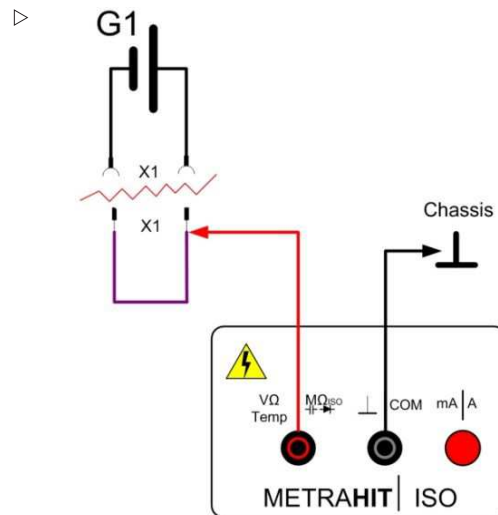 G1
X1
X1
Chassis
VΩ MΩISO COM mA A
Temp
METRAHIT ISO